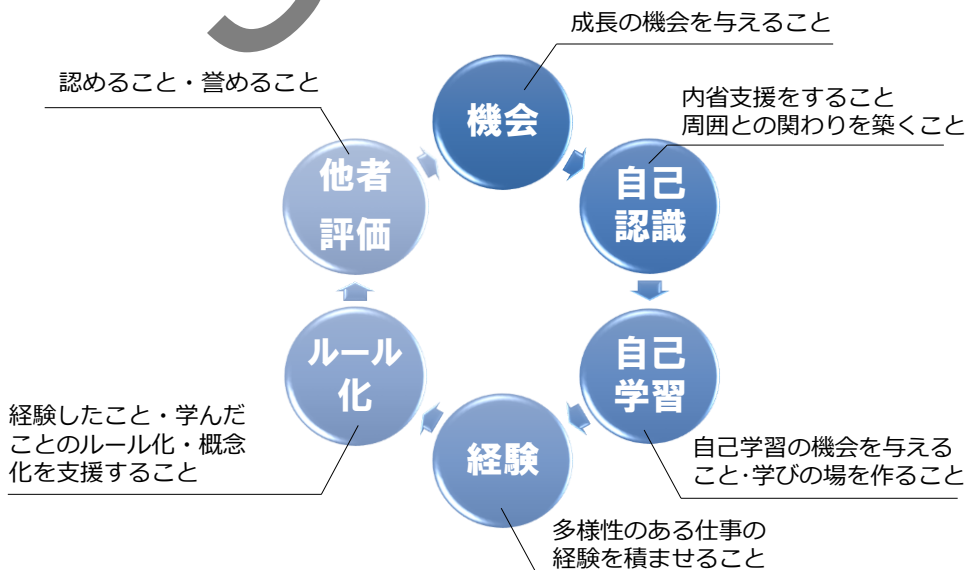 成長の機会を与えること
認めること・誉めること
機会
内省支援をすること
周囲との関わりを築くこと
他者
評価
自己
認識
ルール
化
自己
学習
経験したこと・学んだ
ことのルール化・概念
化を支援すること
経験
自己学習の機会を与える
こと･学びの場を作ること
多様性のある仕事の
経験を積ませること